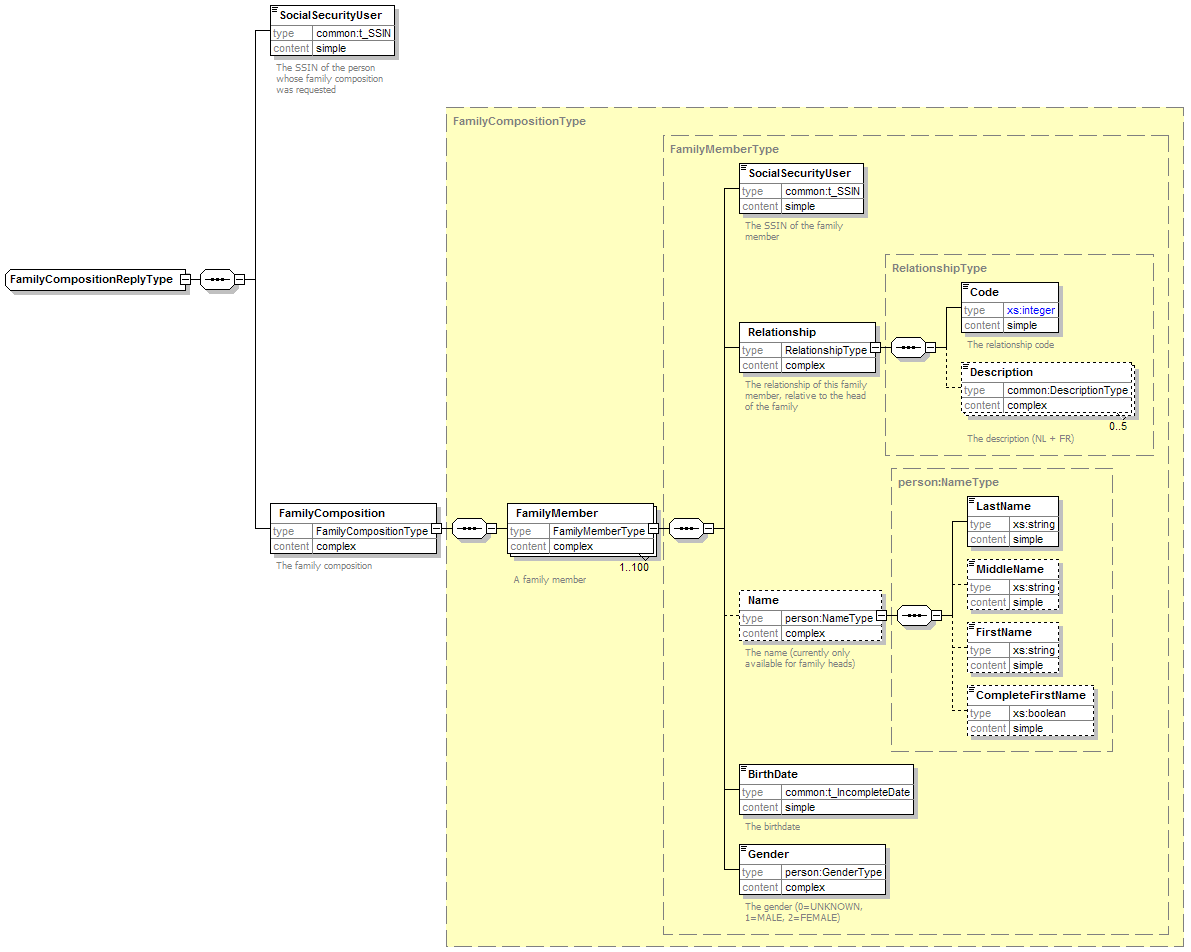 SocialSecurityUser
type common:t_SSIN
content simple
The SSIN of the person
whose family composition
was requested
FamilyCompositionReplyType
FamilyCompositionType
FamilyMemberType
SocialSecurityUser
type common:t_SSIN
content simple
The SSIN of the family
member
RelationshipType
Code
type xs:integer
content simple
The relationship code
Relationship
type RelationshipType
content complex
The relationship of this family
member, relative to the head
of the family
Description
type common:DescriptionType
content complex
0..5
The description (NL + FR)
FamilyComposition
type FamilyCompositionType
content complex
The family composition
FamilyMember
type FamilyMemberType
content complex
1..100
A family member
person:NameType
LastName
type xs:string
content simple
MiddleName
type xs:string
content simple
Name
type person:NameType
content complex
The name (currently only
available for family heads)
FirstName
type xs:string
content simple
CompleteFirstName
type xs:boolean
content simple
BirthDate
type common:t_IncompleteDate
content simple
The birthdate
Gender
type person:GenderType
content complex
The gender (0=UNKNOWN,
1=MALE, 2=FEMALE)